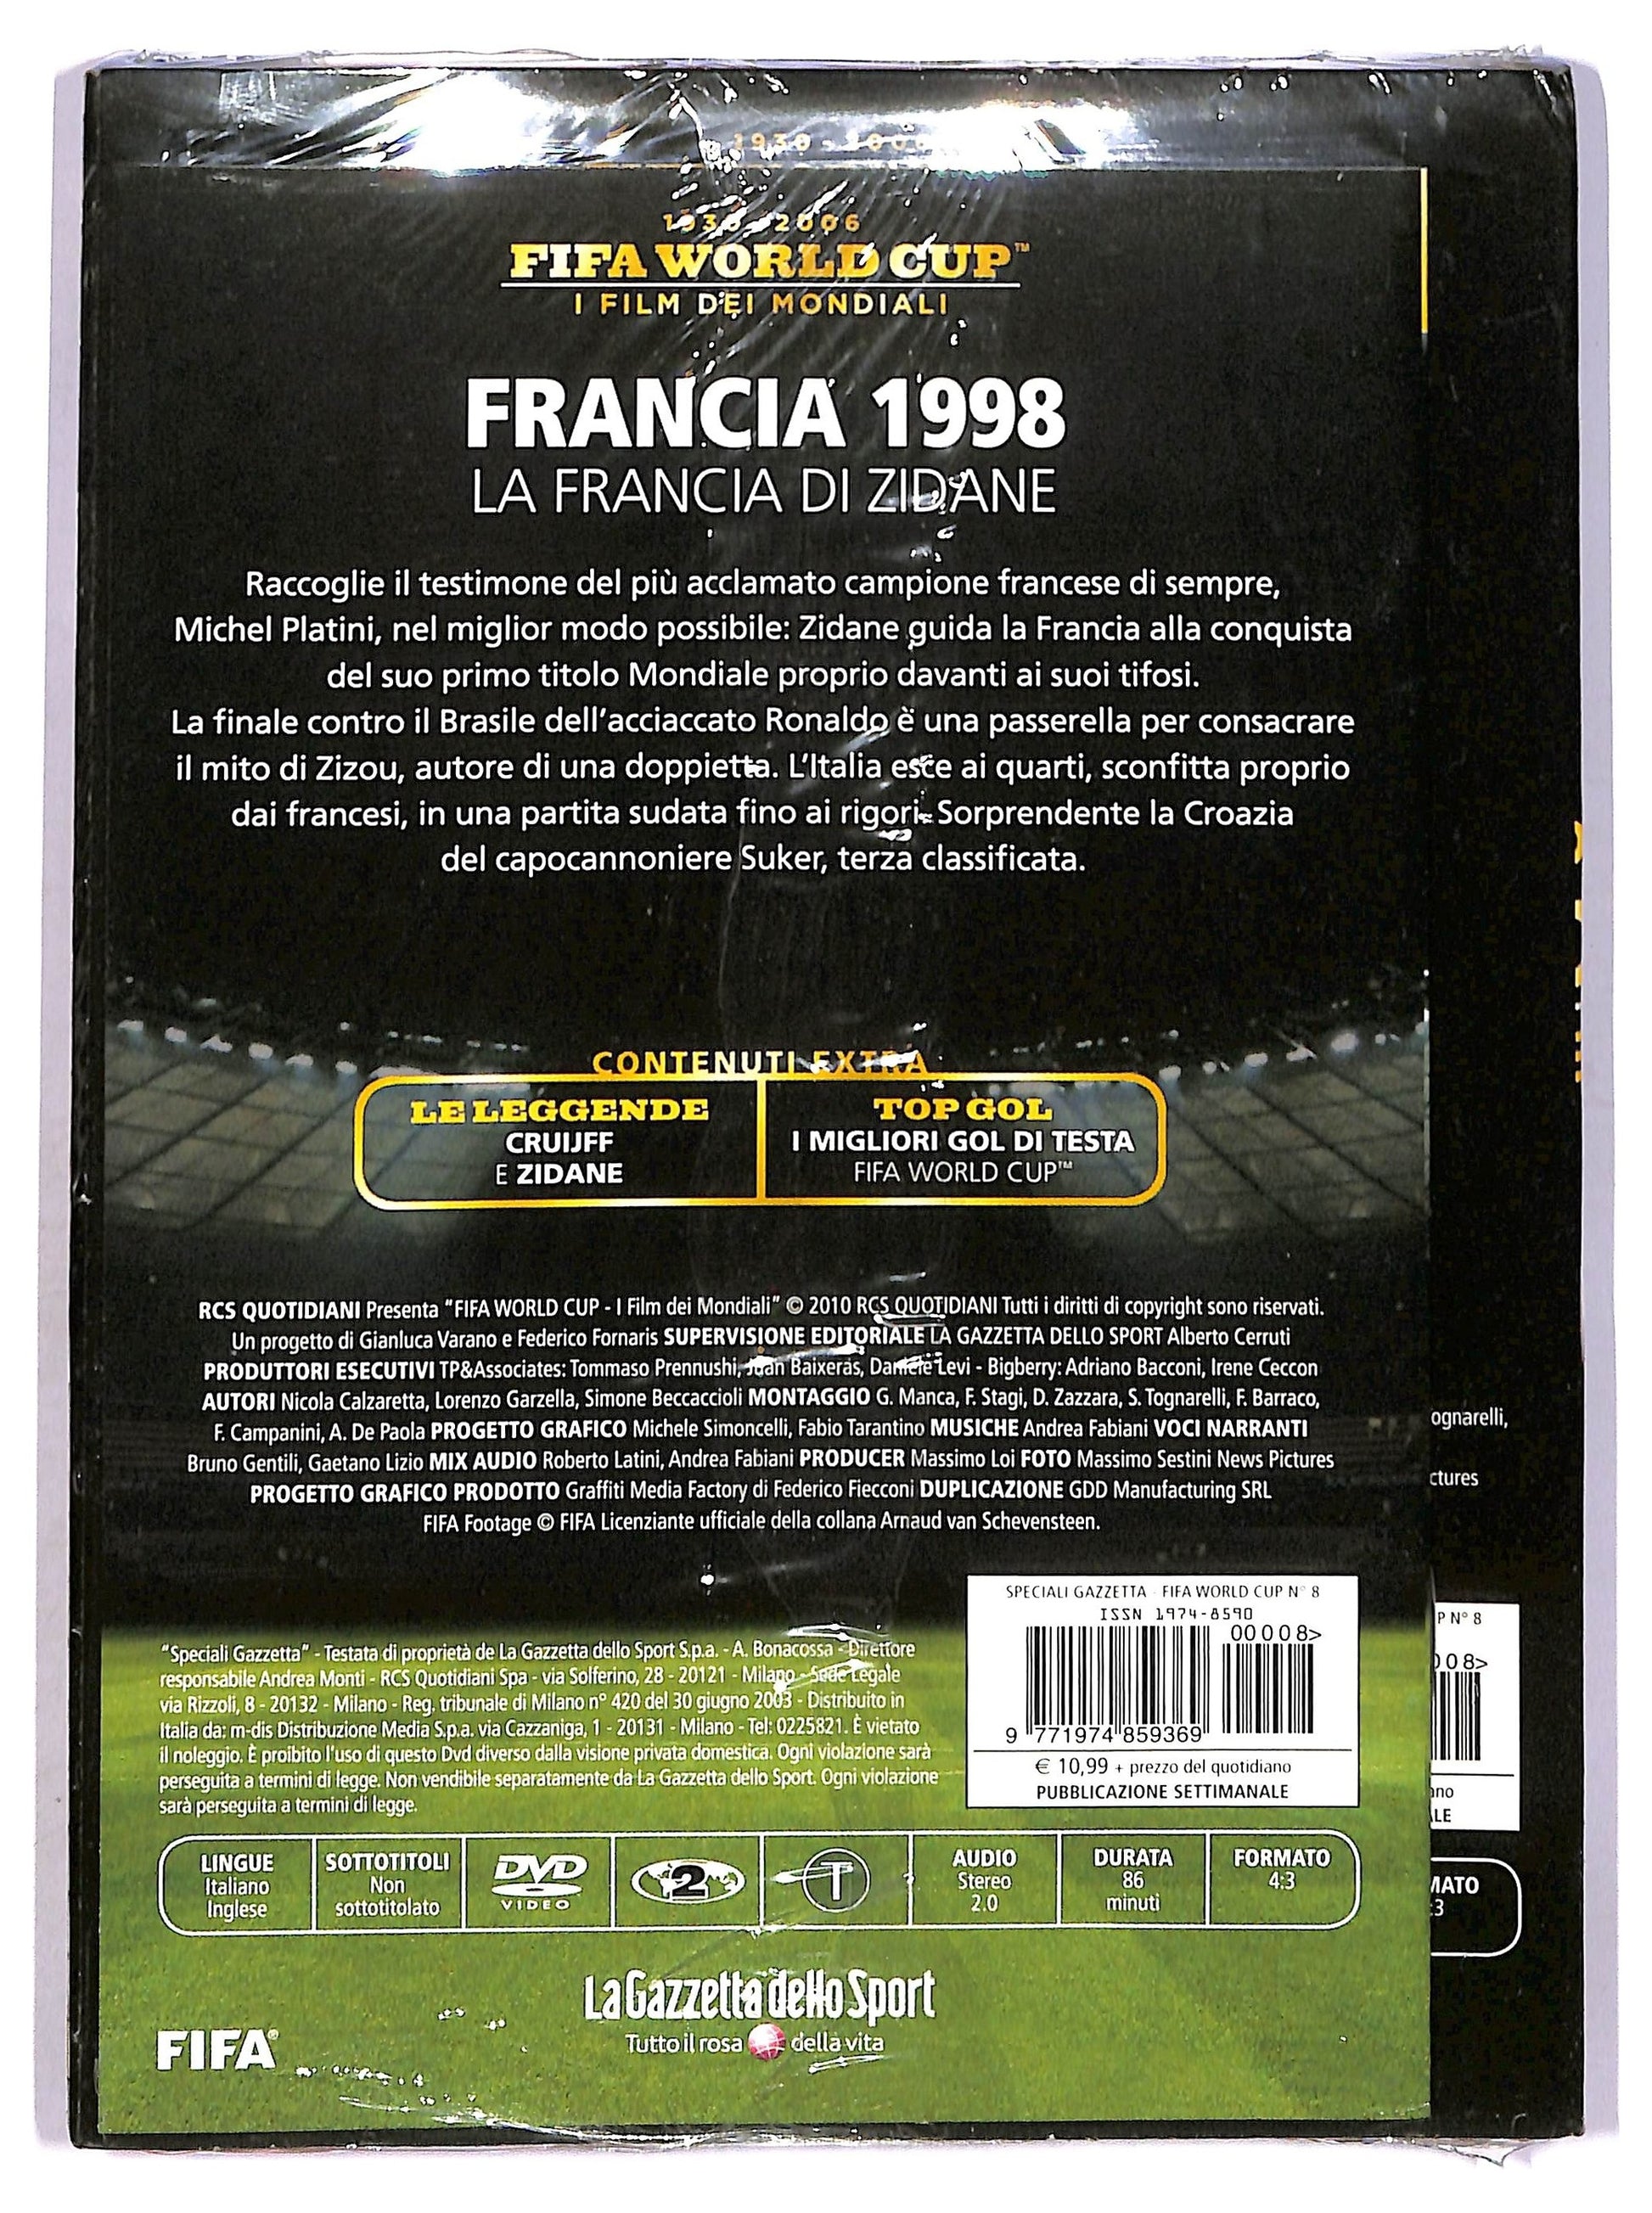 1930 - 2006
1930 - 2006
FIFA WORLD CUP™
I FILM DEI MONDIALI
FRANCIA 1998
LA FRANCIA DI ZIDANE
Raccoglie il testimone del più acclamato campione francese di sempre,
Michel Platini, nel miglior modo possibile: Zidane guida la Francia alla conquista
del suo primo titolo Mondiale proprio davanti ai suoi tifosi.
La finale contro il Brasile dell'acciaccato Ronaldo è una passerella per consacrare
il mito di Zizou, autore di una doppietta. L'Italia esce ai quarti, sconfitta proprio
dai francesi, in una partita sudata fino ai rigori. Sorprendente la Croazia
del capocannoniere Suker, terza classificata.
CONTENUTI EXTRA
LE LEGGENDE
CRUIJFF
E ZIDANE
TOP GOL
I MIGLIORI GOL DI TESTA
FIFA WORLD CUP™
RCS QUOTIDIANI Presenta "FIFA WORLD CUP - I Film dei Mondiali" © 2010 RCS QUOTIDIANI Tutti i diritti di copyright sono riservati.
Un progetto di Gianluca Varano e Federico Fornaris SUPERVISIONE EDITORIALE LA GAZZETTA DELLO SPORT Alberto Cerruti
PRODUTTORI ESECUTIVI TP&Associates: Tommaso Prennushi, Juan Baixeras, Daniele Levi - Bigberry: Adriano Bacconi, Irene Ceccon
AUTORI Nicola Calzaretta, Lorenzo Garzella, Simone Beccaccioli MONTAGGIO G. Manca, F. Stagi, D. Zazzara, S. Tognarelli, F. Barraco,
F. Campanini, A. De Paola PROGETTO GRAFICO Michele Simoncelli, Fabio Tarantino MUSICHE Andrea Fabiani VOCI NARRANTI
Bruno Gentili, Gaetano Lizio MIX AUDIO Roberto Latini, Andrea Fabiani PRODUCER Massimo Loi FOTO Massimo Sestini News Pictures
PROGETTO GRAFICO PRODOTTO Graffiti Media Factory di Federico Fiecconi DUPLICAZIONE GDD Manufacturing SRL
FIFA Footage © FIFA Licenziante ufficiale della collana Arnaud van Schevensteen.
ognarelli,
ctures
"Speciali Gazzetta" - Testata di proprietà de La Gazzetta dello Sport S.p.a. - A. Bonacossa - Direttore
responsabile Andrea Monti - RCS Quotidiani Spa - via Solferino, 28 - 20121 - Milano - Sede Legale
via Rizzoli, 8 - 20132 - Milano - Reg. tribunale di Milano n° 420 del 30 giugno 2003 - Distribuito in
Italia da: m-dis Distribuzione Media S.p.a. via Cazzaniga, 1 - 20131 - Milano - Tel: 0225821. È vietato
il noleggio. È proibito l'uso di questo Dvd diverso dalla visione privata domestica. Ogni violazione sarà
perseguita a termini di legge. Non vendibile separatamente da La Gazzetta dello Sport. Ogni violazione
sarà perseguita a termini di legge.
SPECIALI GAZZETTA - FIFA WORLD CUP N° 8
ISSN 1974-8590
00008>
9 771974 859369
€ 10,99 + prezzo del quotidiano
PUBBLICAZIONE SETTIMANALE
P N° 8
008>
ano
LE
LINGUE
Italiano
Inglese
SOTTOTITOLI
Non
sottotitolato
DVD
VIDEO
2
T
AUDIO
Stereo
2.0
DURATA
86
minuti
FORMATO
4:3
MATO
:3
La Gazzetta dello Sport
Tutto il rosa della vita
FIFA®